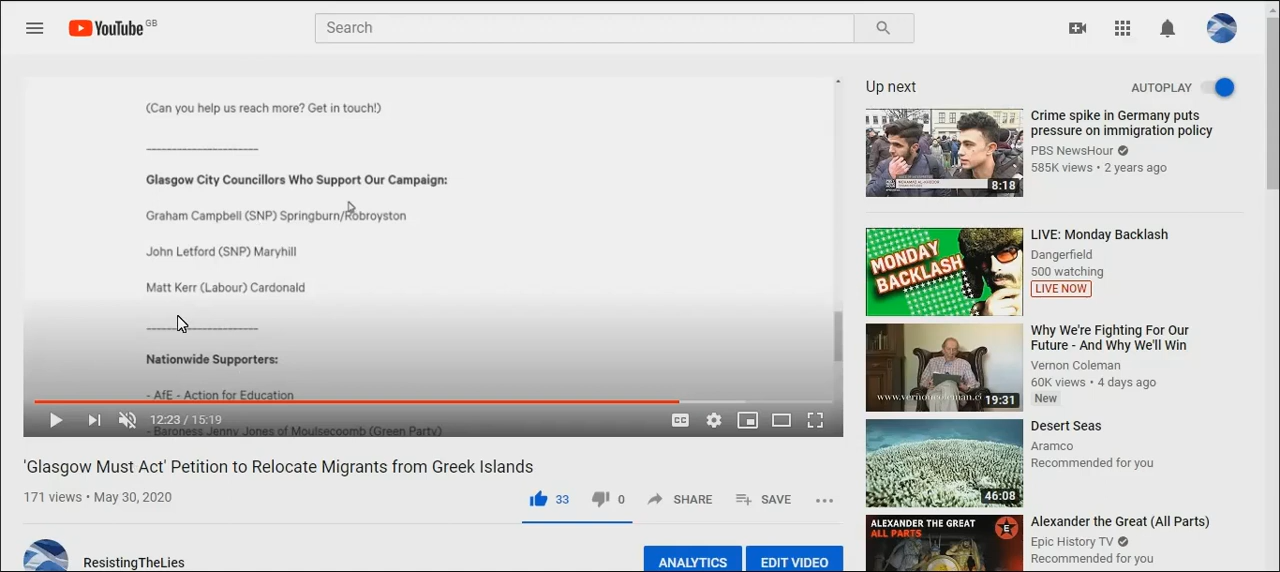 YouTube GB
Search
(Can you help us reach more? Get in touch!)
Glasgow City Councillors Who Support Our Campaign:
Graham Campbell (SNP) Springburn/Robroyston
John Letford (SNP) Maryhill
Matt Kerr (Labour) Cardonald
Nationwide Supporters:
- AfE - Action for Education
- Baroness Jenny Jones of Moulsecoomb (Green Party)
12:23 / 15:19
CC
'Glasgow Must Act' Petition to Relocate Migrants from Greek Islands
171 views • May 30, 2020
33
0
SHARE
SAVE
ResistingTheLies
ANALYTICS
EDIT VIDEO
Up next
AUTOPLAY
8:18
Crime spike in Germany puts
pressure on immigration policy
PBS NewsHour
585K views • 2 years ago
MONDAY
BACKLASH
LIVE: Monday Backlash
Dangerfield
500 watching
LIVE NOW
www.vernoncoleman.c
19:31
Why We're Fighting For Our
Future - And Why We'll Win
Vernon Coleman
60K views • 4 days ago
New
46:08
Desert Seas
Aramco
Recommended for you
ALEXANDER THE GREAT
ALL PARTS
E
Alexander the Great (All Parts)
Epic History TV
Recommended for you